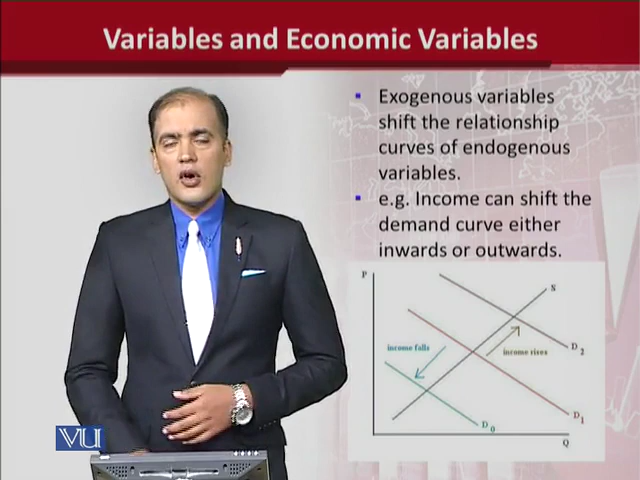 Variables and Economic Variables
Exogenous variables
shift the relationship
curves of endogenous
variables.
e.g. Income can shift the
demand curve either
inwards or outwards.
P
S
income falls
income rises
D2
D1
D0
Q
VU